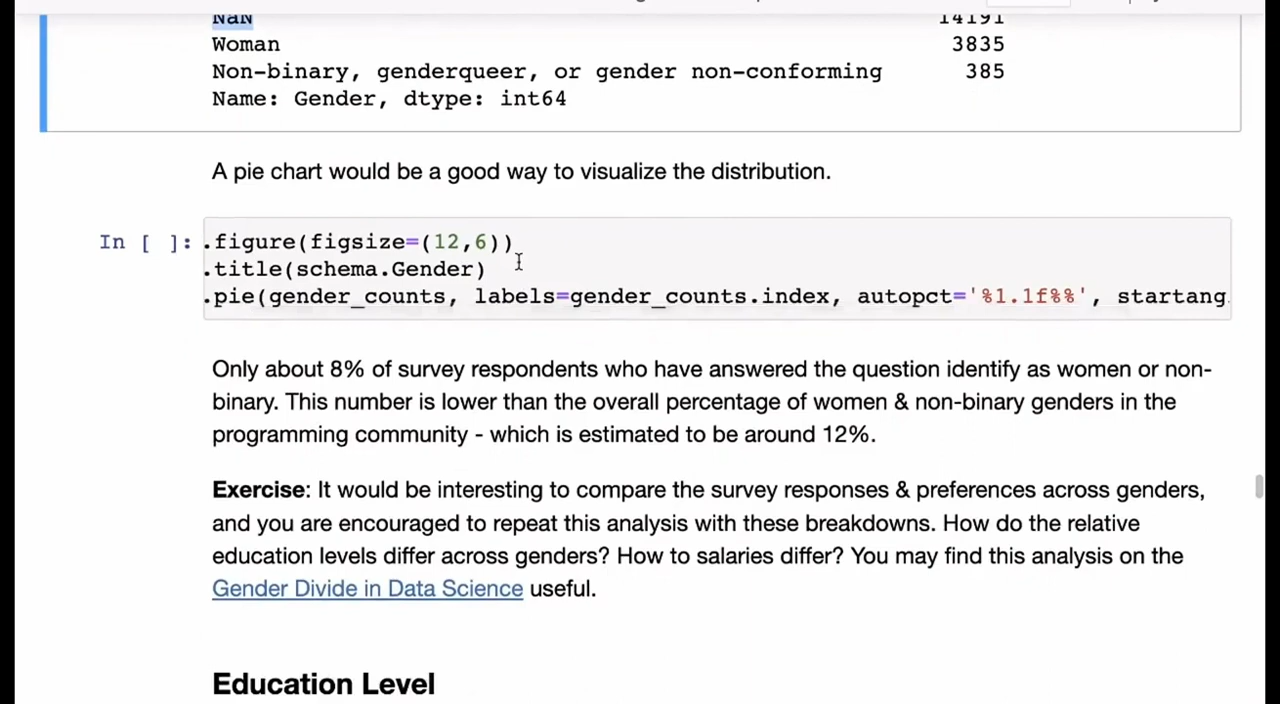 NaN 14191
Woman 3835
Non-binary, genderqueer, or gender non-conforming 385
Name: Gender, dtype: int64
A pie chart would be a good way to visualize the distribution.
In [ ]: .figure(figsize=(12,6))
.title(schema.Gender)
.pie(gender_counts, labels=gender_counts.index, autopct='%1.1f%%', startang
Only about 8% of survey respondents who have answered the question identify as women or non-
binary. This number is lower than the overall percentage of women & non-binary genders in the
programming community - which is estimated to be around 12%.
Exercise: It would be interesting to compare the survey responses & preferences across genders,
and you are encouraged to repeat this analysis with these breakdowns. How do the relative
education levels differ across genders? How to salaries differ? You may find this analysis on the
Gender Divide in Data Science useful.
Education Level